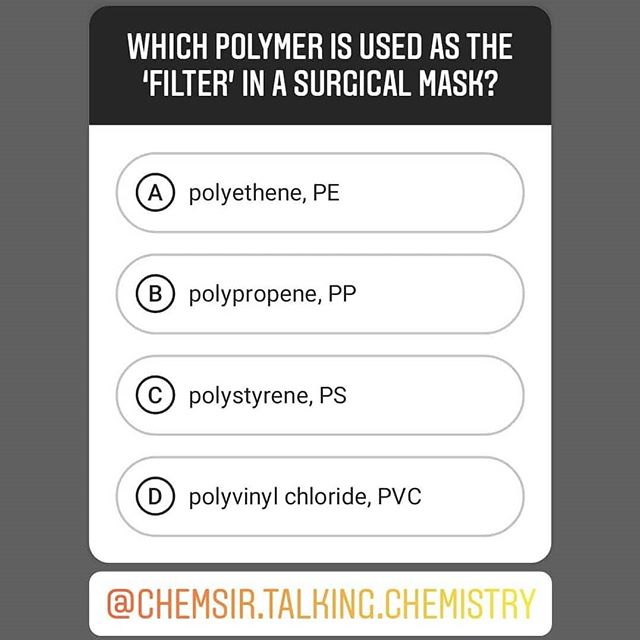 WHICH POLYMER IS USED AS THE
'FILTER' IN A SURGICAL MASK?
A polyethene, PE
B polypropene, PP
C polystyrene, PS
D polyvinyl chloride, PVC
@CHEMSIR.TALKING.CHEMISTRY